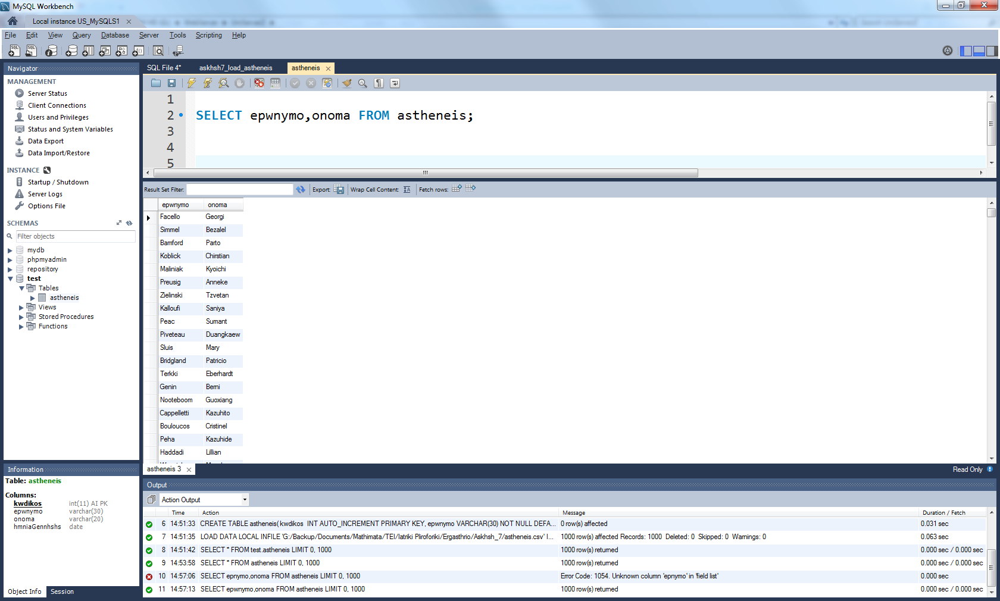 MySQL Workbench
Local instance US_MySQLS1
File Edit View Query Database Server Tools Scripting Help
Navigator
MANAGEMENT
Server Status
Client Connections
Users and Privileges
Status and System Variables
Data Export
Data Import/Restore
INSTANCE
Startup / Shutdown
Server Logs
Options File
SCHEMAS
Filter objects
mydb
phpmyadmin
repository
test
Tables
astheneis
Views
Stored Procedures
Functions
Information
Table: astheneis
Columns:
kwdikos int(11) AI PK
epwnymo varchar(30)
onoma varchar(20)
hmniaGennhshs date
Object Info Session
SQL File 4* askhsh7_load_astheneis astheneis
1
2 SELECT epwnymo,onoma FROM astheneis;
3
4
5
Result Set Filter: Export: Wrap Cell Content: Fetch rows:
epwnymo onoma
Facello Georgi
Simmel Bezalel
Bamford Parto
Koblick Chirstian
Maliniak Kyoichi
Preusig Anneke
Zielinski Tzvetan
Kalloufi Saniya
Peac Sumant
Piveteau Duangkaew
Sluis Mary
Bridgland Patricio
Terkki Eberhardt
Genin Berni
Nooteboom Guoxiang
Cappelletti Kazuhito
Bouloucos Cristinel
Peha Kazuhide
Haddadi Lillian
astheneis 3 Read Only
Output
Action Output
Time Action Message Duration / Fetch
6 14:51:33 CREATE TABLE astheneis( kwdikos INT AUTO_INCREMENT PRIMARY KEY, epwnymo VARCHAR(30) NOT NULL DEFA... 0 row(s) affected 0.031 sec
7 14:51:35 LOAD DATA LOCAL INFILE 'G:/Backup/Documents/Mathimata/TEI/Iatriki Pliroforiki/Ergasthrio/Askhsh_7/astheneis.csv' I... 1000 row(s) affected Records: 1000 Deleted: 0 Skipped: 0 Warnings: 0 0.063 sec
8 14:51:42 SELECT * FROM test.astheneis LIMIT 0, 1000 1000 row(s) returned 0.000 sec / 0.000 sec
9 14:53:58 SELECT * FROM astheneis LIMIT 0, 1000 1000 row(s) returned 0.000 sec / 0.000 sec
10 14:57:06 SELECT epnymo,onoma FROM astheneis LIMIT 0, 1000 Error Code: 1054. Unknown column 'epnymo' in 'field list' 0.000 sec
11 14:57:13 SELECT epwnymo,onoma FROM astheneis LIMIT 0, 1000 1000 row(s) returned 0.000 sec / 0.000 sec